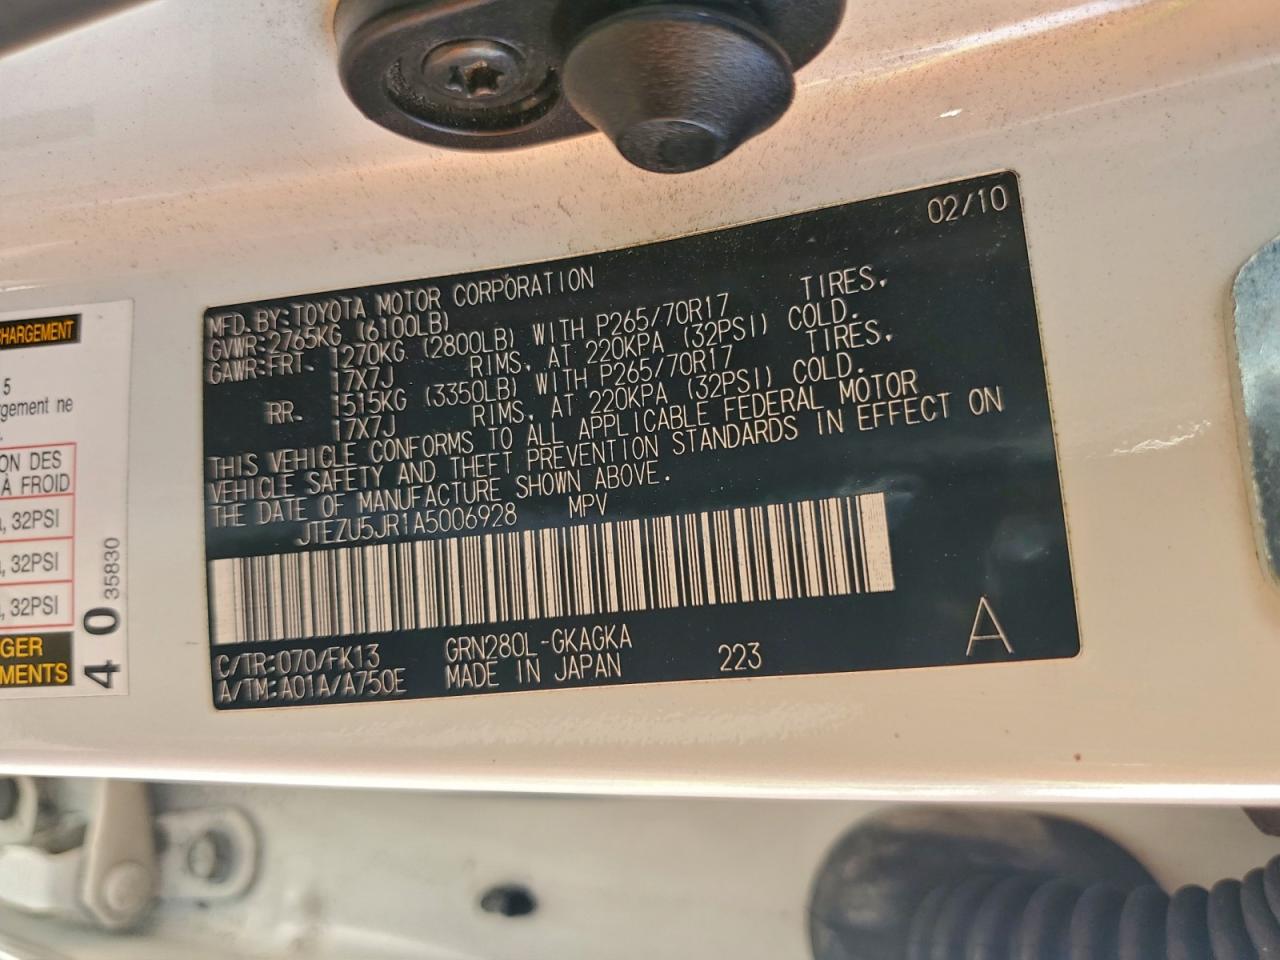 CHARGEMENT
5
rgement ne
ON DES
À FROID
, 32PSI
, 32PSI
, 32PSI
GER
MENTS
40
35830
02/10
MFD.BY:TOYOTA MOTOR CORPORATION
GVWR:2765KG (6100LB)
GAWR:FRT. 1270KG (2800LB) WITH P265/70R17 TIRES,
17X7J RIMS, AT 220KPA (32PSI) COLD.
RR. 1515KG (3350LB) WITH P265/70R17 TIRES,
17X7J RIMS, AT 220KPA (32PSI) COLD.
THIS VEHICLE CONFORMS TO ALL APPLICABLE FEDERAL MOTOR
VEHICLE SAFETY AND THEFT PREVENTION STANDARDS IN EFFECT ON
THE DATE OF MANUFACTURE SHOWN ABOVE.
JTEZU5JR1A5006928 MPV
C/TR:070/FK13 GRN280L-GKAGKA
A/TM:A01A/A750E MADE IN JAPAN 223 A